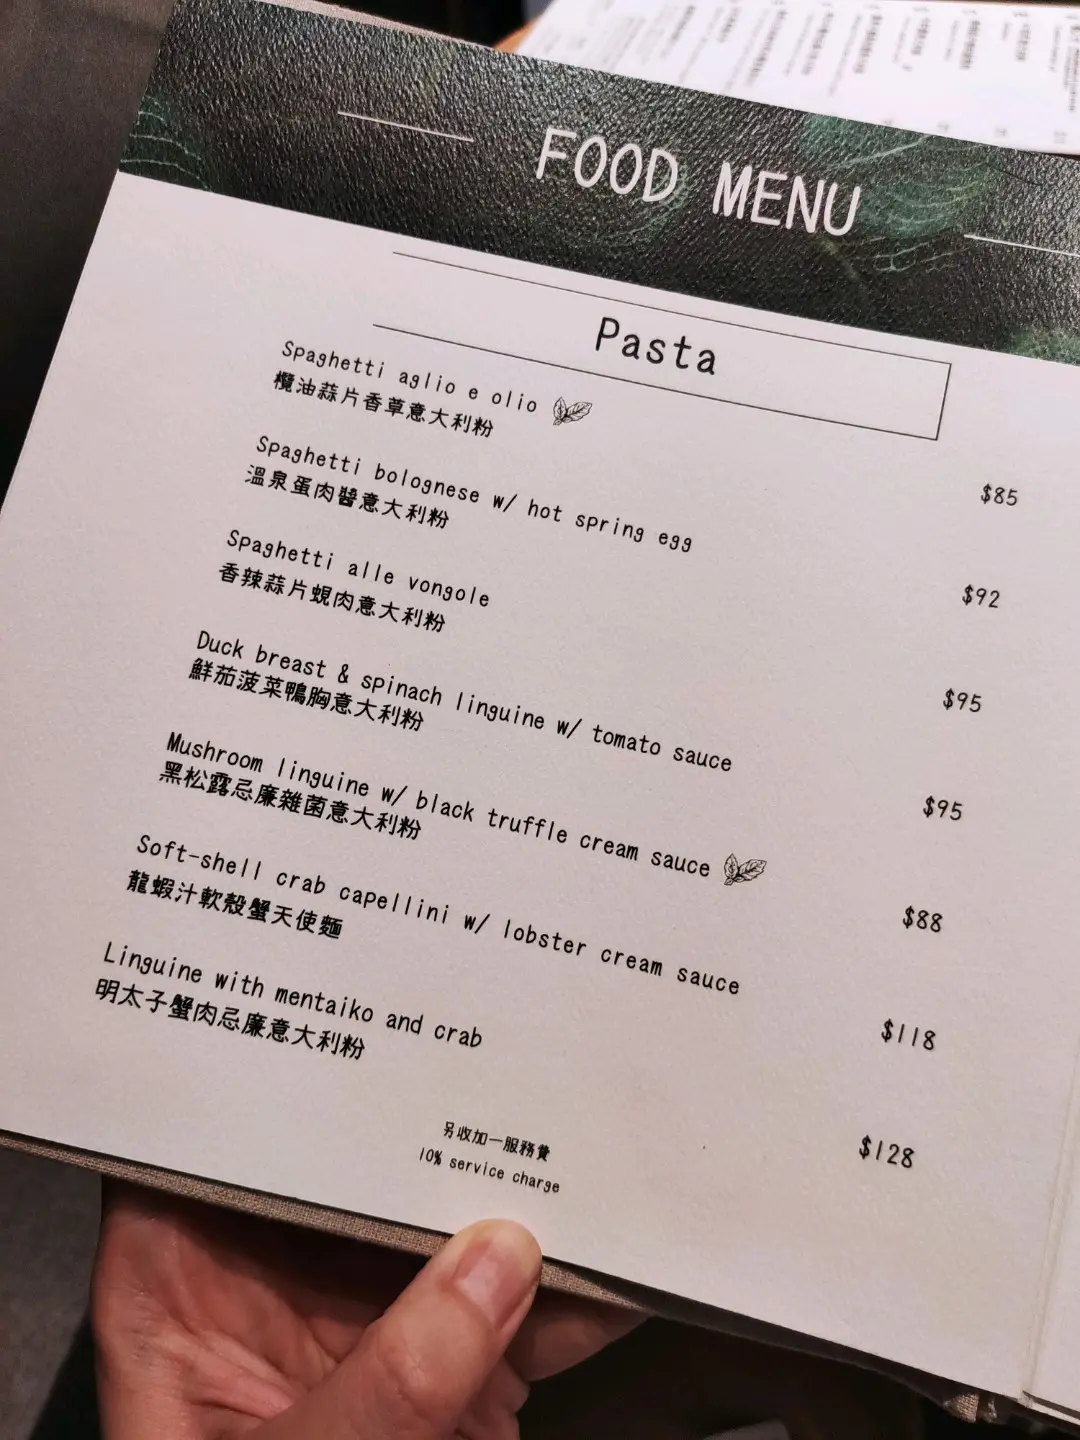 FOOD MENU
Pasta
Spaghetti aglio e olio
欖油蒜片香草意大利粉
$85
Spaghetti bolognese w/ hot spring egg
溫泉蛋肉醬意大利粉
$92
Spaghetti alle vongole
香辣蒜片蜆肉意大利粉
$95
Duck breast & spinach linguine w/ tomato sauce
鮮茄菠菜鴨胸意大利粉
$95
Mushroom linguine w/ black truffle cream sauce
黑松露忌廉雜菌意大利粉
$88
Soft-shell crab capellini w/ lobster cream sauce
龍蝦汁軟殼蟹天使麵
$118
Linguine with mentaiko and crab
明太子蟹肉忌廉意大利粉
$128
另收加一服務費
10% service charge